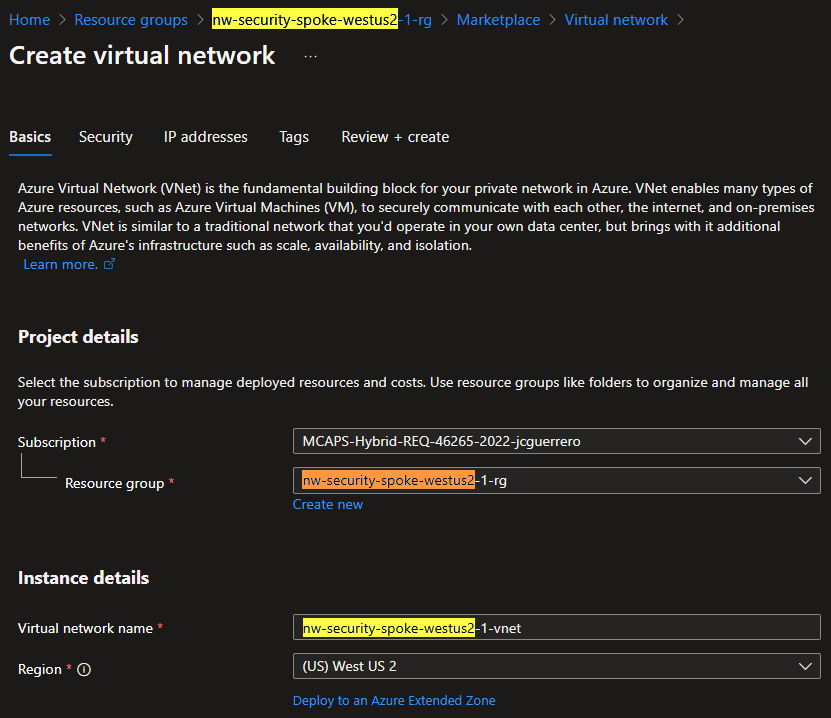 Home > Resource groups > nw-security-spoke-westus2-1-rg > Marketplace > Virtual network >
Create virtual network ...
Basics Security IP addresses Tags Review + create
Azure Virtual Network (VNet) is the fundamental building block for your private network in Azure. VNet enables many types of
Azure resources, such as Azure Virtual Machines (VM), to securely communicate with each other, the internet, and on-premises
networks. VNet is similar to a traditional network that you'd operate in your own data center, but brings with it additional
benefits of Azure's infrastructure such as scale, availability, and isolation.
Learn more.
Project details
Select the subscription to manage deployed resources and costs. Use resource groups like folders to organize and manage all
your resources.
Subscription * MCAPS-Hybrid-REQ-46265-2022-jcguerrero
Resource group * nw-security-spoke-westus2-1-rg
Create new
Instance details
Virtual network name * nw-security-spoke-westus2-1-vnet
Region * (US) West US 2
Deploy to an Azure Extended Zone